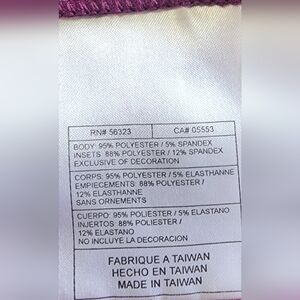 RN# 56323 CA# 05553
BODY: 95% POLYESTER / 5% SPANDEX
INSETS: 88% POLYESTER / 12% SPANDEX
EXCLUSIVE OF DECORATION
CORPS: 95% POLYESTER / 5% ELASTHANNE
EMPIECEMENTS: 88% POLYESTER /
12% ELASTHANNE
SANS ORNEMENTS
CUERPO: 95% POLIESTER / 5% ELASTANO
INJERTOS: 88% POLIESTER /
12% ELASTANO
NO INCLUYE LA DECORACION
FABRIQUE A TAIWAN
HECHO EN TAIWAN
MADE IN TAIWAN